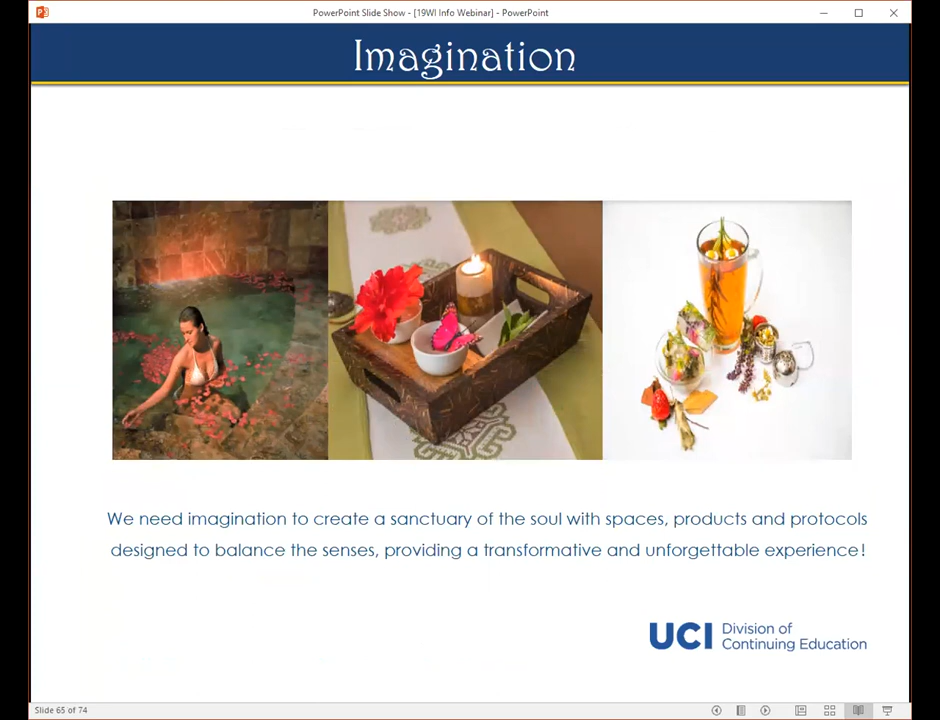 PowerPoint Slide Show - [19WI Info Webinar] - PowerPoint
Imagination
We need imagination to create a sanctuary of the soul with spaces, products and protocols
designed to balance the senses, providing a transformative and unforgettable experience!
UCI Division of
Continuing Education
Slide 65 of 74